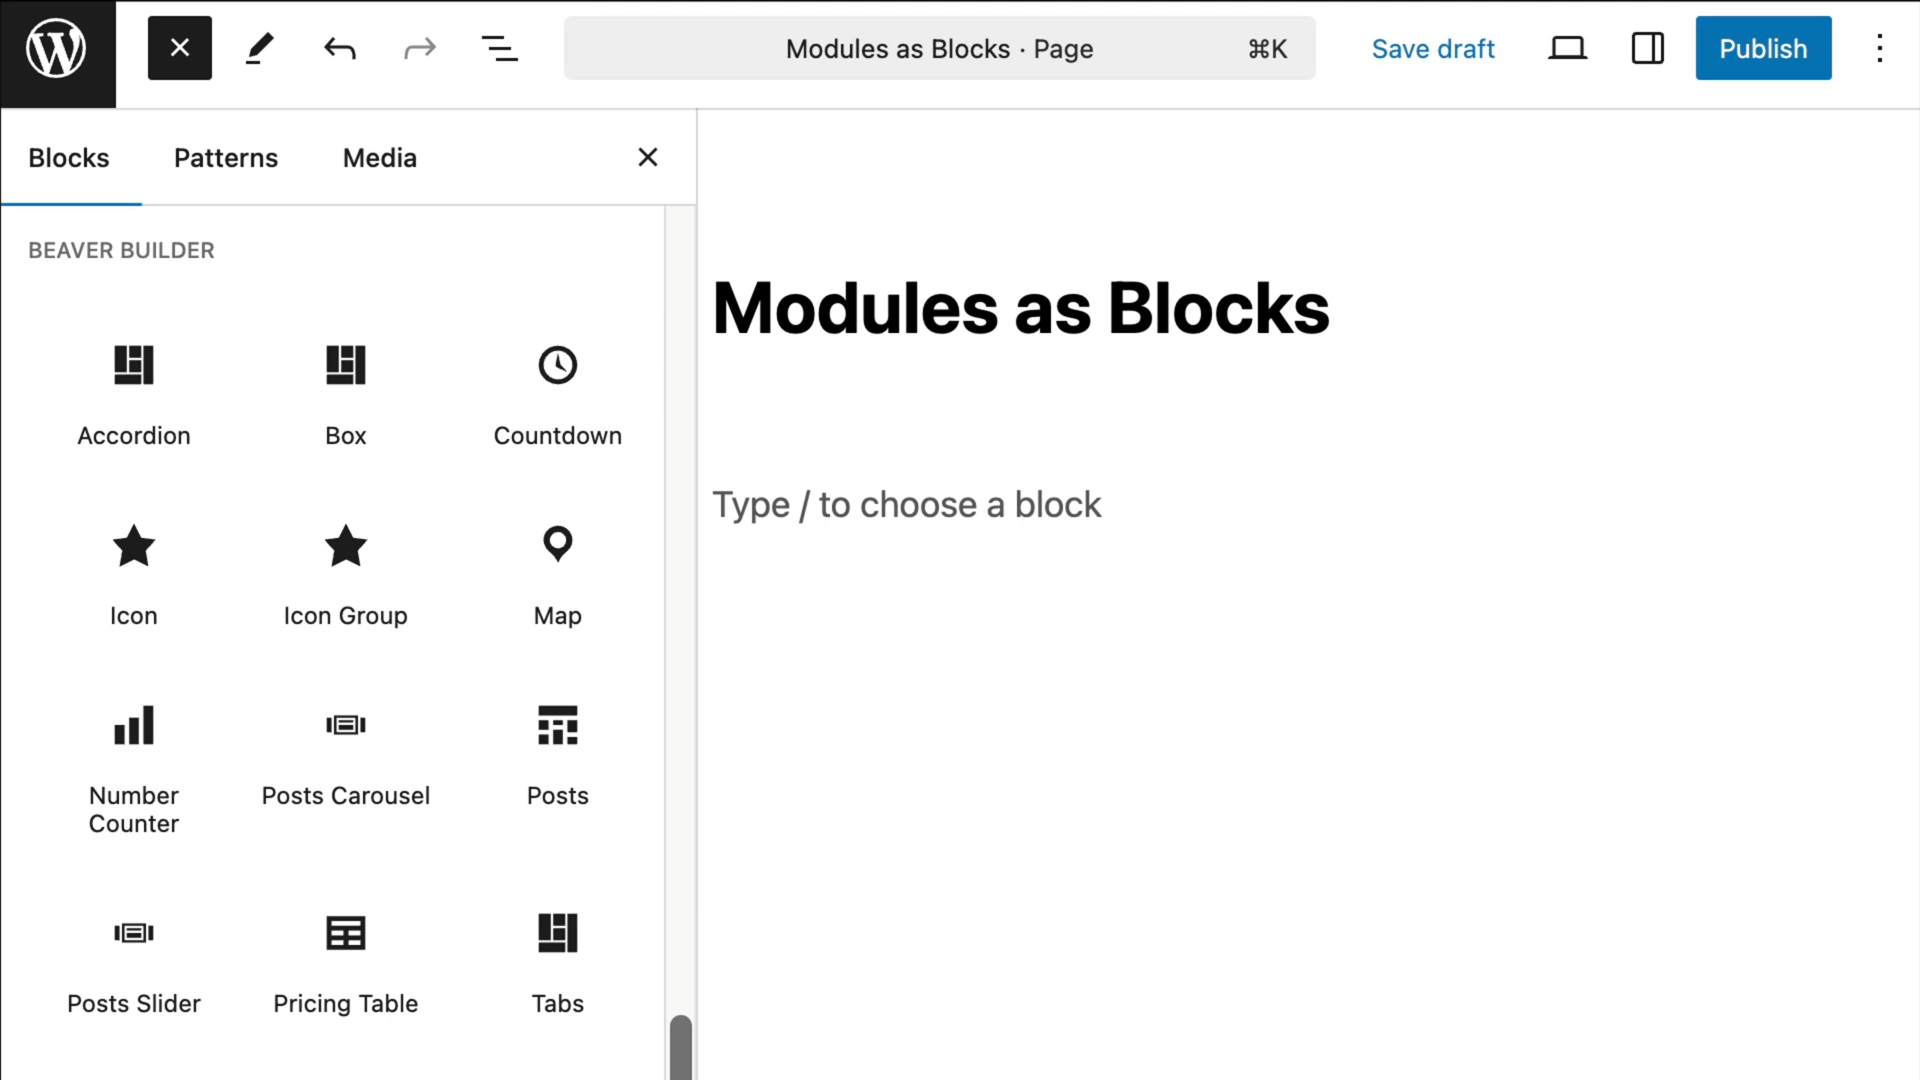 Modules as Blocks · Page ⌘K
Save draft
Publish
Blocks Patterns Media
BEAVER BUILDER
Accordion Box Countdown
Icon Icon Group Map
Number Counter Posts Carousel Posts
Posts Slider Pricing Table Tabs
Modules as Blocks
Type / to choose a block